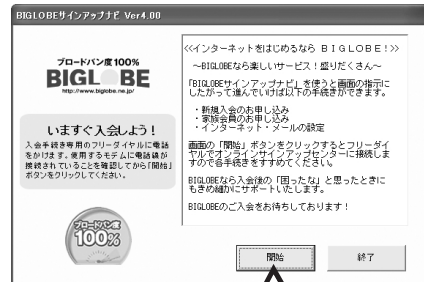 BIGLOBEサインアップナビ Ver4.00
ブロードバンド度100%
BIGLOBE
http://www.biglobe.ne.jp/
いますぐ入会しよう！
入会手続き専用のフリーダイヤルに電話
をかけます。使用するモデムに電話線が
接続されていることを確認してから「開始」
ボタンをクリックしてください。
ブロードバンド度
100%
<<インターネットをはじめるなら BIGLOBE!>>
～BIGLOBEなら楽しいサービス！盛りだくさん～
「BIGLOBEサインアップナビ」を使うと画面の指示に
したがって進んでいけば以下の手続きができます。
・新規入会のお申し込み
・家族会員のお申し込み
・インターネット・メールの設定
画面の「開始」ボタンをクリックするとフリーダイ
ヤルでオンラインサインアップセンターに接続しま
すので各手続きをすすめてください。
BIGLOBEなら入会後の「困ったな」と思ったときに
もきめ細かにサポートいたします。
BIGLOBEのご入会をお待ちしております！
開始
終了